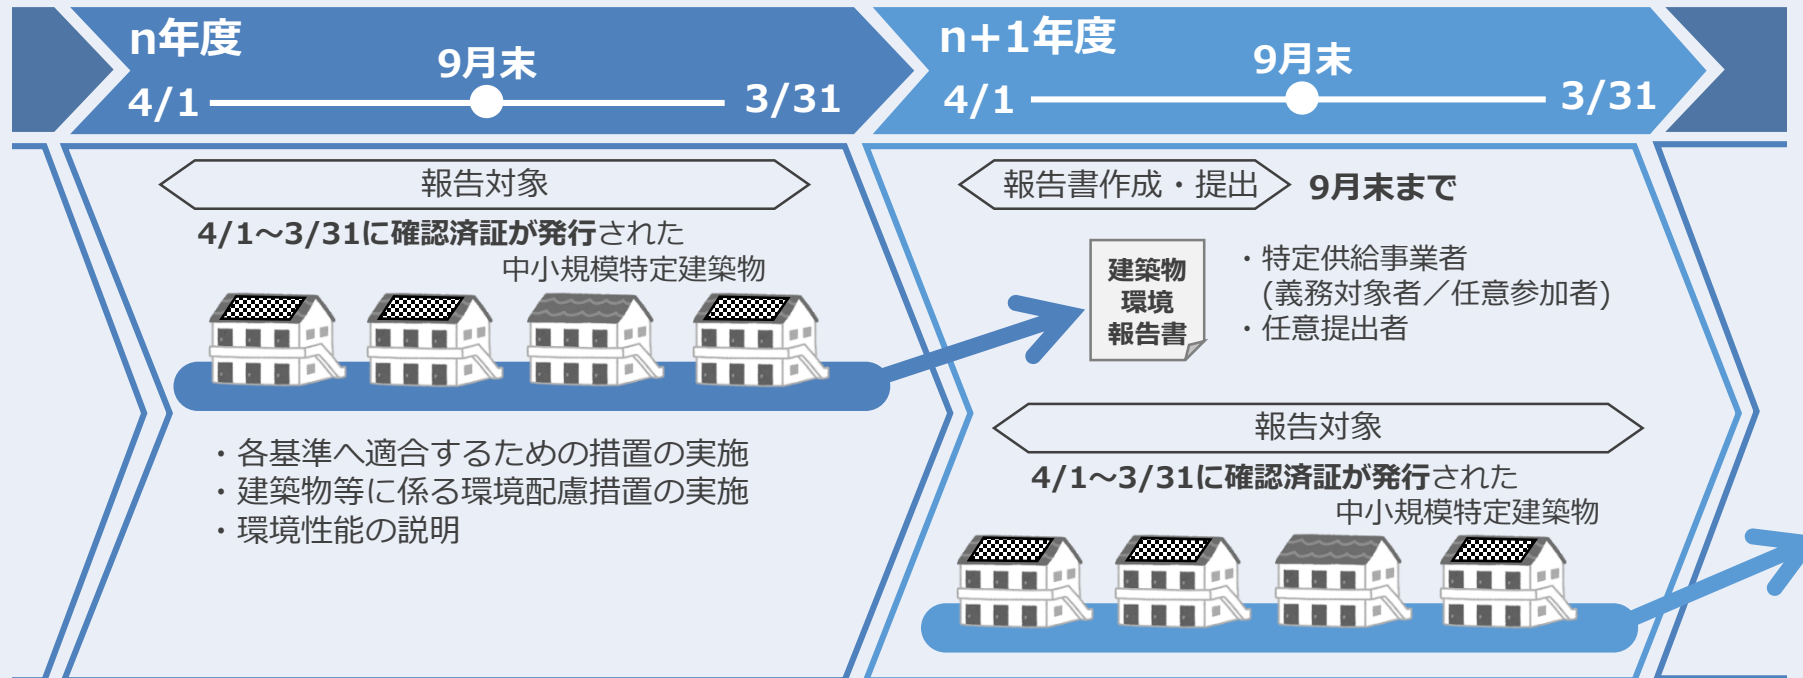 n年度
9月末
4/1
3/31
n+1年度
9月末
4/1
3/31
報告対象
4/1～3/31に確認済証が発行された
中小規模特定建築物
・各基準へ適合するための措置の実施
・建築物等に係る環境配慮措置の実施
・環境性能の説明
報告書作成・提出
9月末まで
建築物
環境
報告書
・特定供給事業者
(義務対象者／任意参加者)
・任意提出者
報告対象
4/1～3/31に確認済証が発行された
中小規模特定建築物